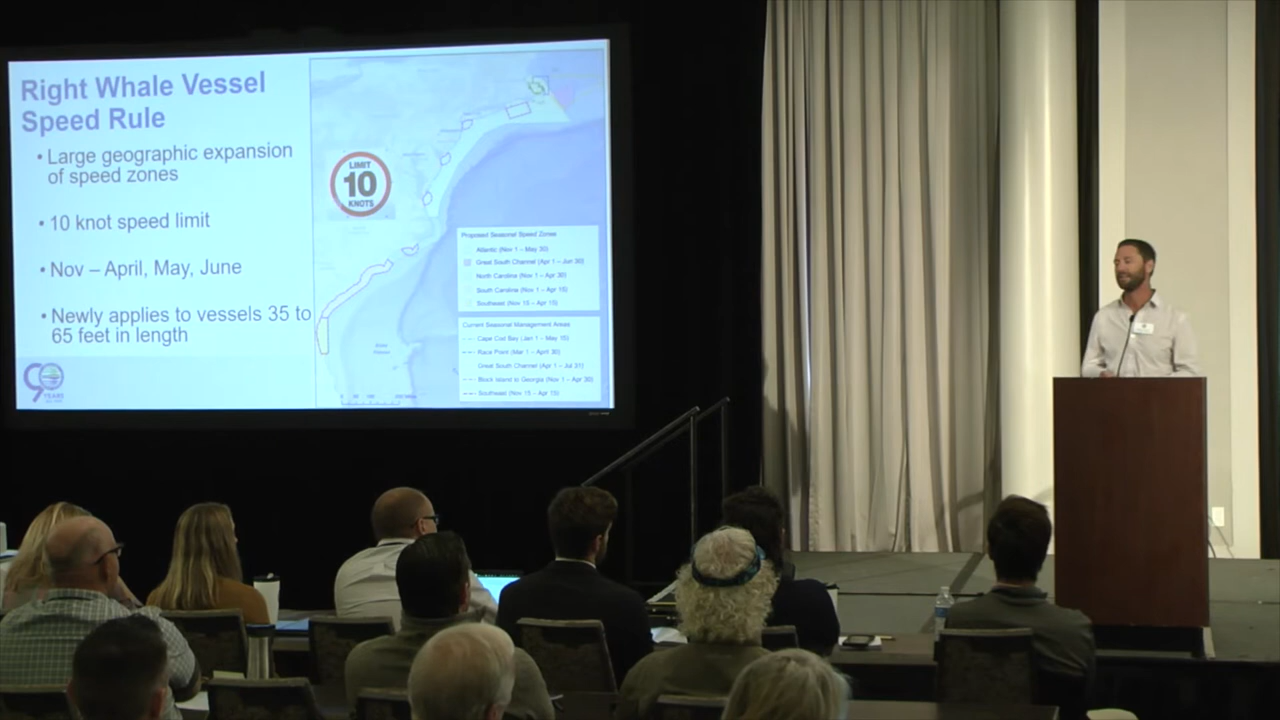 Right Whale Vessel
Speed Rule
• Large geographic expansion
of speed zones
• 10 knot speed limit
• Nov – April, May, June
• Newly applies to vessels 35 to
65 feet in length
90
YEARS
LIMIT
10
KNOTS
Proposed Seasonal Speed Zones
Atlantic (Nov 1 – May 30)
Great South Channel (Apr 1 – Jun 30)
North Carolina (Nov 1 – Apr 30)
South Carolina (Nov 1 – Apr 15)
Southeast (Nov 15 – Apr 15)
Current Seasonal Management Areas
Cape Cod Bay (Jan 1 – May 15)
Race Point (Mar 1 – April 30)
Great South Channel (Apr 1 – Jul 31)
Block Island to Georgia (Nov 1 – Apr 30)
Southeast (Nov 15 – Apr 15)